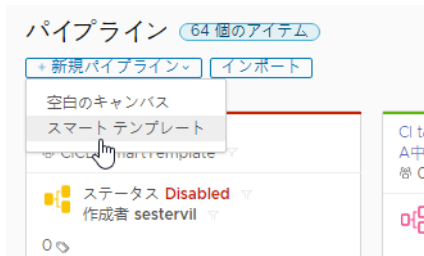 パイプライン 64 個のアイテム
+ 新規パイプライン インポート
空白のキャンバス
スマート テンプレート
CI
A中
ステータス Disabled
作成者 sestervil
0